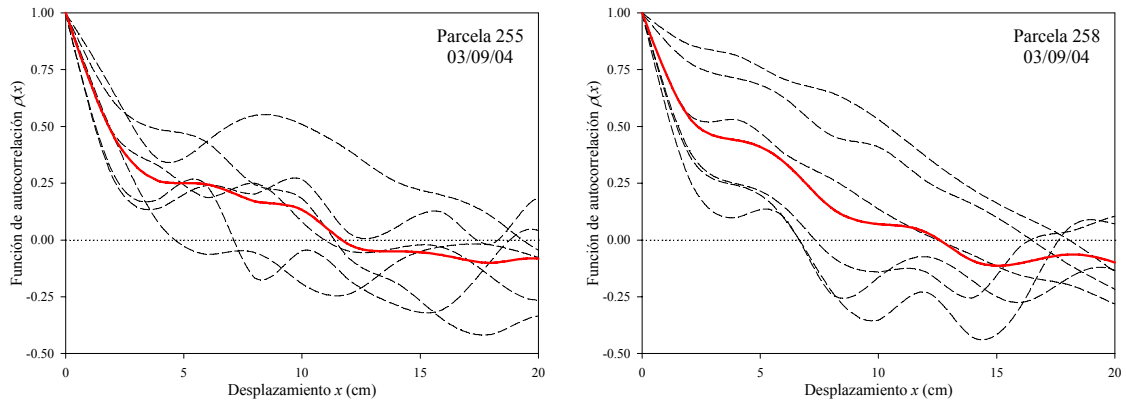 1.00
0.75
0.50
0.25
0.00
-0.25
-0.50
Función de autocorrelación ρ(x)
Parcela 255
03/09/04
0 5 10 15 20
Desplazamiento x (cm)
1.00
0.75
0.50
0.25
0.00
-0.25
-0.50
Función de autocorrelación ρ(x)
Parcela 258
03/09/04
0 5 10 15 20
Desplazamiento x (cm)